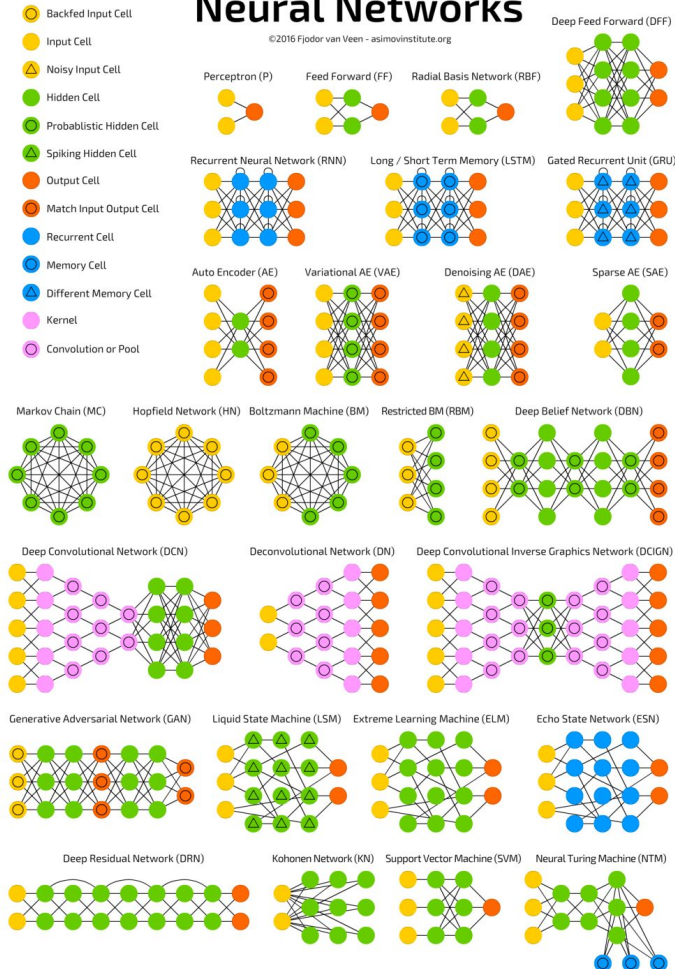 Neural Networks
©2016 Fjodor van Veen - asimovinstitute.org
Backfed Input Cell
Input Cell
Noisy Input Cell
Hidden Cell
Probablistic Hidden Cell
Spiking Hidden Cell
Output Cell
Match Input Output Cell
Recurrent Cell
Memory Cell
Different Memory Cell
Kernel
Convolution or Pool
Deep Feed Forward (DFF)
Perceptron (P)
Feed Forward (FF)
Radial Basis Network (RBF)
Recurrent Neural Network (RNN)
Long / Short Term Memory (LSTM)
Gated Recurrent Unit (GRU)
Auto Encoder (AE)
Variational AE (VAE)
Denoising AE (DAE)
Sparse AE (SAE)
Markov Chain (MC)
Hopfield Network (HN)
Boltzmann Machine (BM)
Restricted BM (RBM)
Deep Belief Network (DBN)
Deep Convolutional Network (DCN)
Deconvolutional Network (DN)
Deep Convolutional Inverse Graphics Network (DCIGN)
Generative Adversarial Network (GAN)
Liquid State Machine (LSM)
Extreme Learning Machine (ELM)
Echo State Network (ESN)
Deep Residual Network (DRN)
Kohonen Network (KN)
Support Vector Machine (SVM)
Neural Turing Machine (NTM)